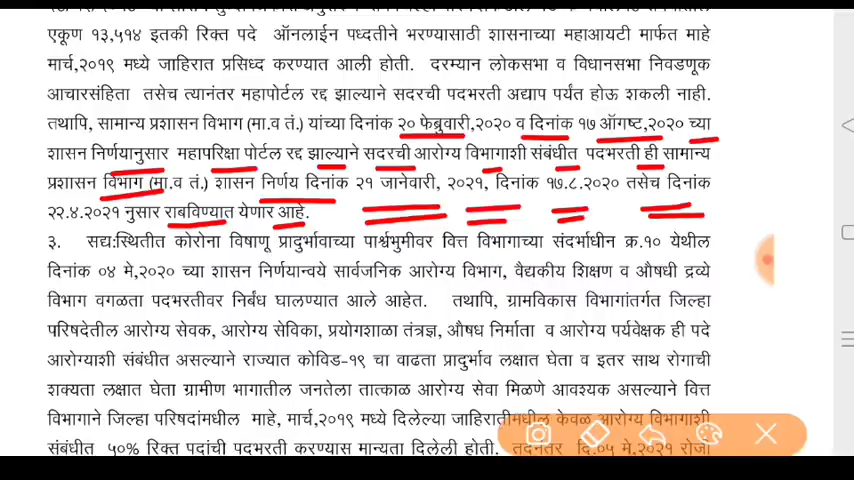 एकूण १३,५१४ इतकी रिक्त पदे ऑनलाईन पध्दतीने भरण्यासाठी शासनाच्या महाआयटी मार्फत माहे
मार्च,२०१९ मध्ये जाहिरात प्रसिध्द करण्यात आली होती. दरम्यान लोकसभा व विधानसभा निवडणूक
आचारसंहिता तसेच त्यानंतर महापोर्टल रद्द झाल्याने सदरची पदभरती अद्याप पर्यंत होऊ शकली नाही.
तथापि, सामान्य प्रशासन विभाग (मा.व तं.) यांच्या दिनांक २० फेब्रुवारी,२०२० व दिनांक १७ ऑगष्ट,२०२० च्या
शासन निर्णयानुसार महापरिक्षा पोर्टल रद्द झाल्याने सदरची आरोग्य विभागाशी संबंधीत पदभरती ही सामान्य
प्रशासन विभाग (मा.व तं.) शासन निर्णय दिनांक २१ जानेवारी, २०२१, दिनांक १७.८.२०२० तसेच दिनांक
२२.४.२०२१ नुसार राबविण्यात येणार आहे.
३. सद्य:स्थितीत कोरोना विषाणू प्रादुर्भावाच्या पार्श्वभुमीवर वित्त विभागाच्या संदर्भाधीन क्र.१० येथील
दिनांक ०४ मे,२०२० च्या शासन निर्णयान्वये सार्वजनिक आरोग्य विभाग, वैद्यकीय शिक्षण व औषधी द्रव्ये
विभाग वगळता पदभरतीवर निर्बंध घालण्यात आले आहेत. तथापि, ग्रामविकास विभागांतर्गत जिल्हा
परिषदेतील आरोग्य सेवक, आरोग्य सेविका, प्रयोगशाळा तंत्रज्ञ, औषध निर्माता व आरोग्य पर्यवेक्षक ही पदे
आरोग्याशी संबंधीत असल्याने राज्यात कोविड-१९ चा वाढता प्रादुर्भाव लक्षात घेता व इतर साथ रोगाची
शक्यता लक्षात घेता ग्रामीण भागातील जनतेला तात्काळ आरोग्य सेवा मिळणे आवश्यक असल्याने वित्त
विभागाने जिल्हा परिषदांमधील माहे, मार्च,२०१९ मध्ये दिलेल्या जाहिरातीमधील केवळ आरोग्य विभागाशी
संबंधीत ५०% रिक्त पदांची पदभरती करण्यास मान्यता दिलेली होती. तदनंतर दि.०५ मे,२०२१ रोजी